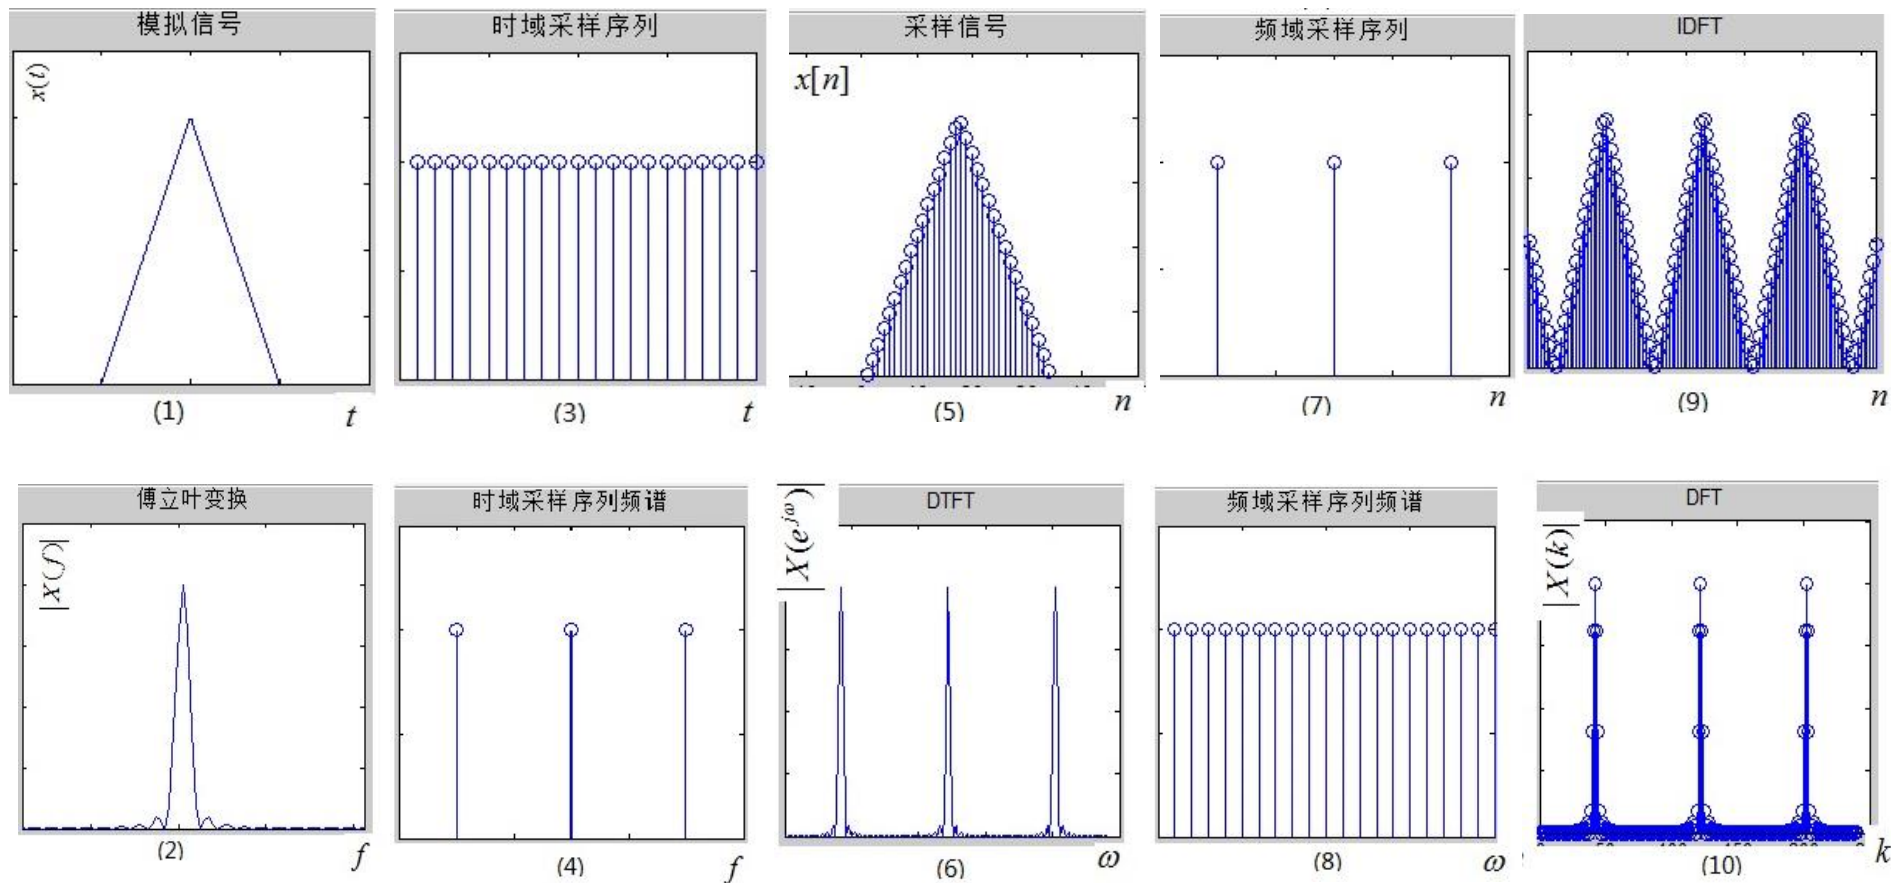 模拟信号
x(t)
(1)
t
时域采样序列
(3)
t
采样信号
x[n]
(5)
n
频域采样序列
(7)
n
IDFT
(9)
n
傅立叶变换
|X(f)|
(2)
f
时域采样序列频谱
(4)
f
DTFT
|X(e^{jω})|
(6)
ω
频域采样序列频谱
(8)
ω
DFT
|X(k)|
(10)
k